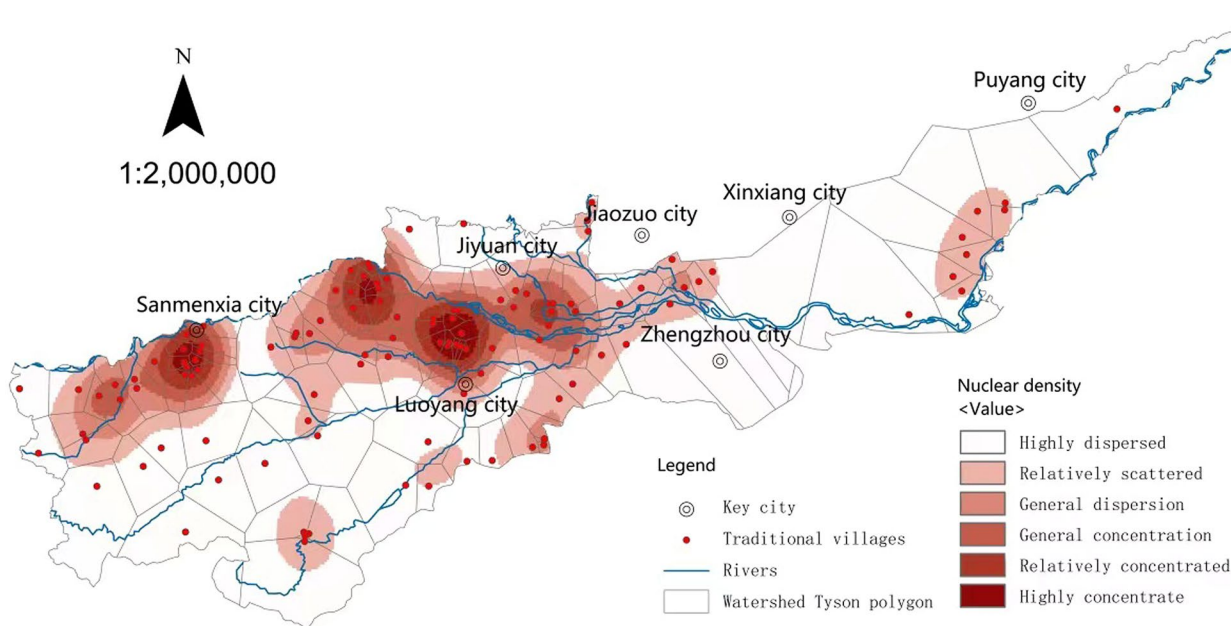 N
1:2,000,000
Puyang city
Xinxiang city
Jiaozuo city
Jiyuan city
Sanmenxia city
Zhengzhou city
Luoyang city
Legend
Key city
Traditional villages
Rivers
Watershed Tyson polygon
Nuclear density
<Value>
Highly dispersed
Relatively scattered
General dispersion
General concentration
Relatively concentrated
Highly concentrate